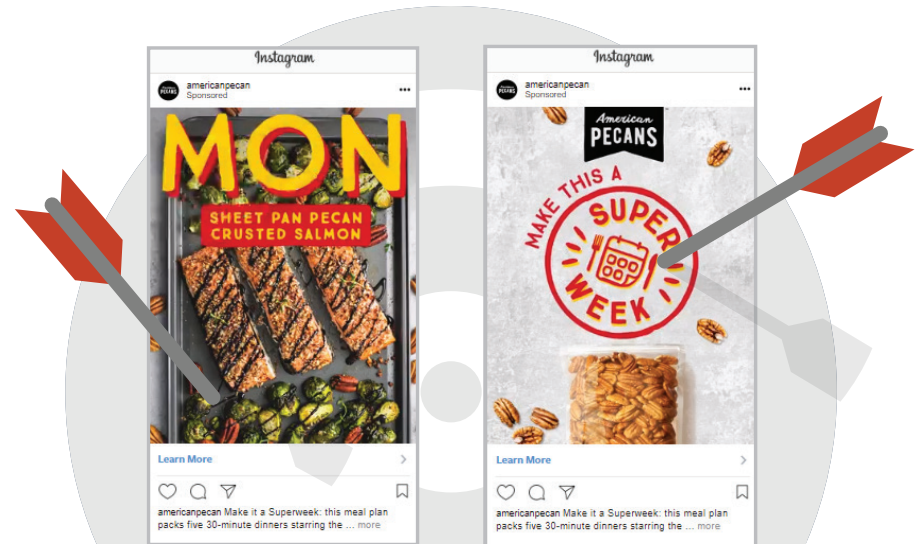 Instagram
americanpecan
Sponsored
MON
SHEET PAN PECAN
CRUSTED SALMON
Learn More
americanpecan Make it a Superweek: this meal plan
packs five 30-minute dinners starring the ... more
Instagram
americanpecan
Sponsored
American
PECANS
MAKE THIS A
SUPER
WEEK
Learn More
americanpecan Make it a Superweek: this meal plan
packs five 30-minute dinners starring the ... more